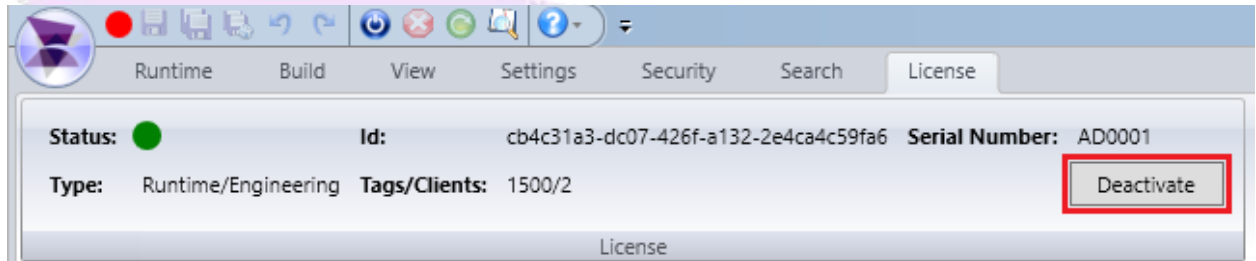 Runtime Build View Settings Security Search License
Status: Id: cb4c31a3-dc07-426f-a132-2e4ca4c59fa6 Serial Number: AD0001
Type: Runtime/Engineering Tags/Clients: 1500/2 Deactivate
License